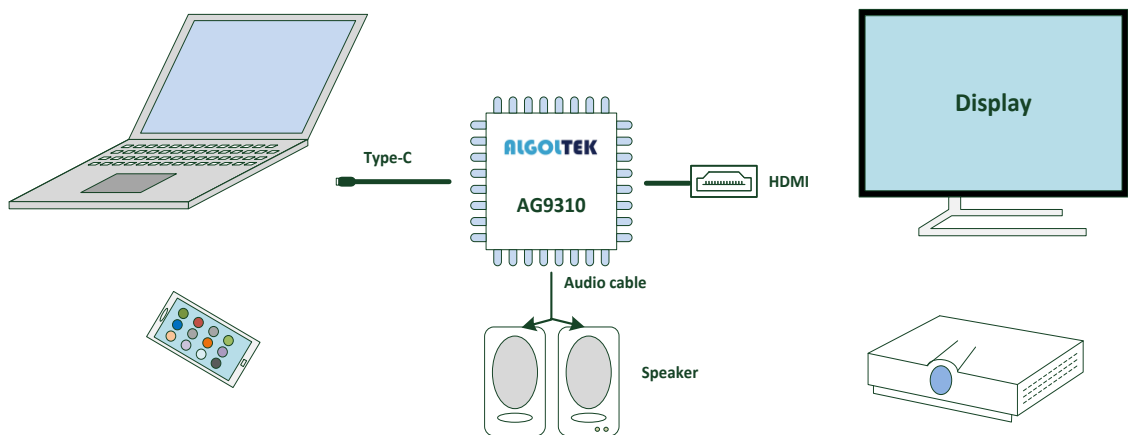 Display
ALGOLTEK
Type-C
HDMI
AG9310
Audio cable
Speaker